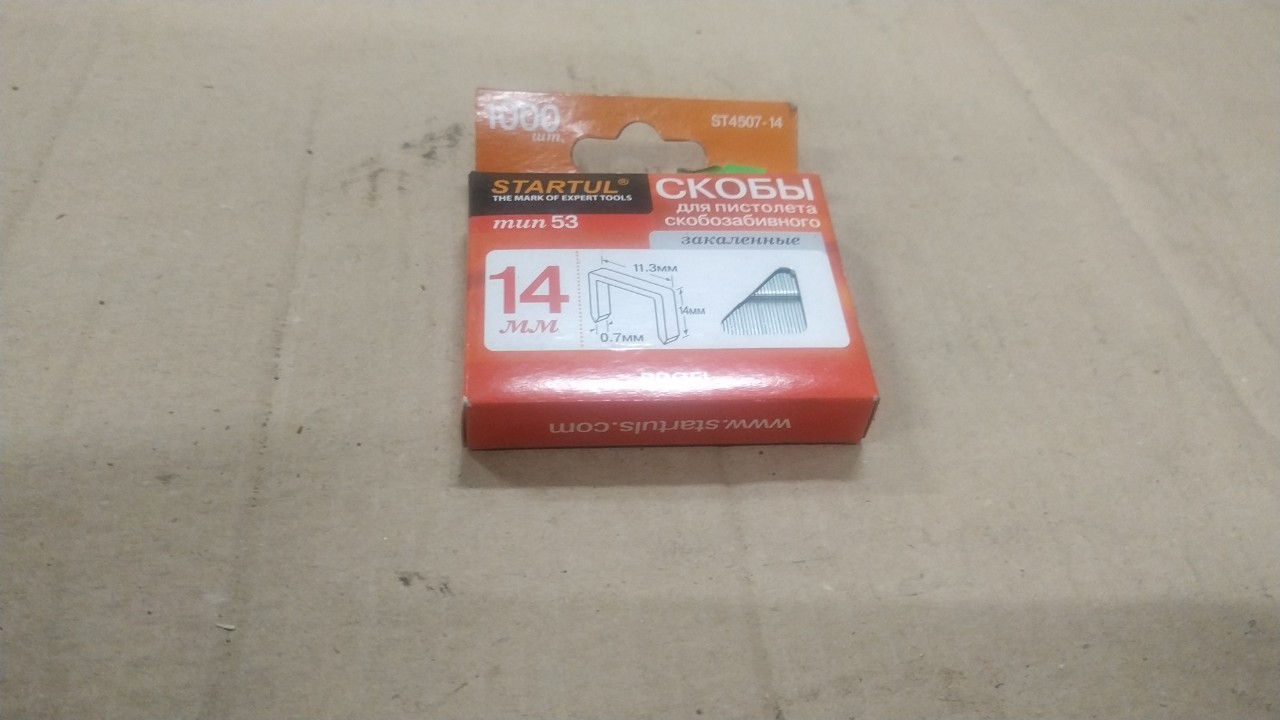 1000
шт.
ST4507-14
STARTUL®
THE MARK OF EXPERT TOOLS
тип 53
СКОБЫ
для пистолета
скобозабивного
закаленные
14
мм
11.3мм
14мм
0.7мм
www.startuls.com